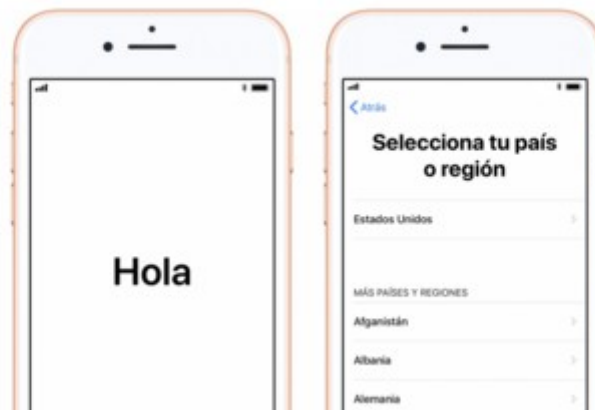 Hola
Atrás
Selecciona tu país
o región
Estados Unidos
MÁS PAÍSES Y REGIONES
Afganistán
Albania
Alemania